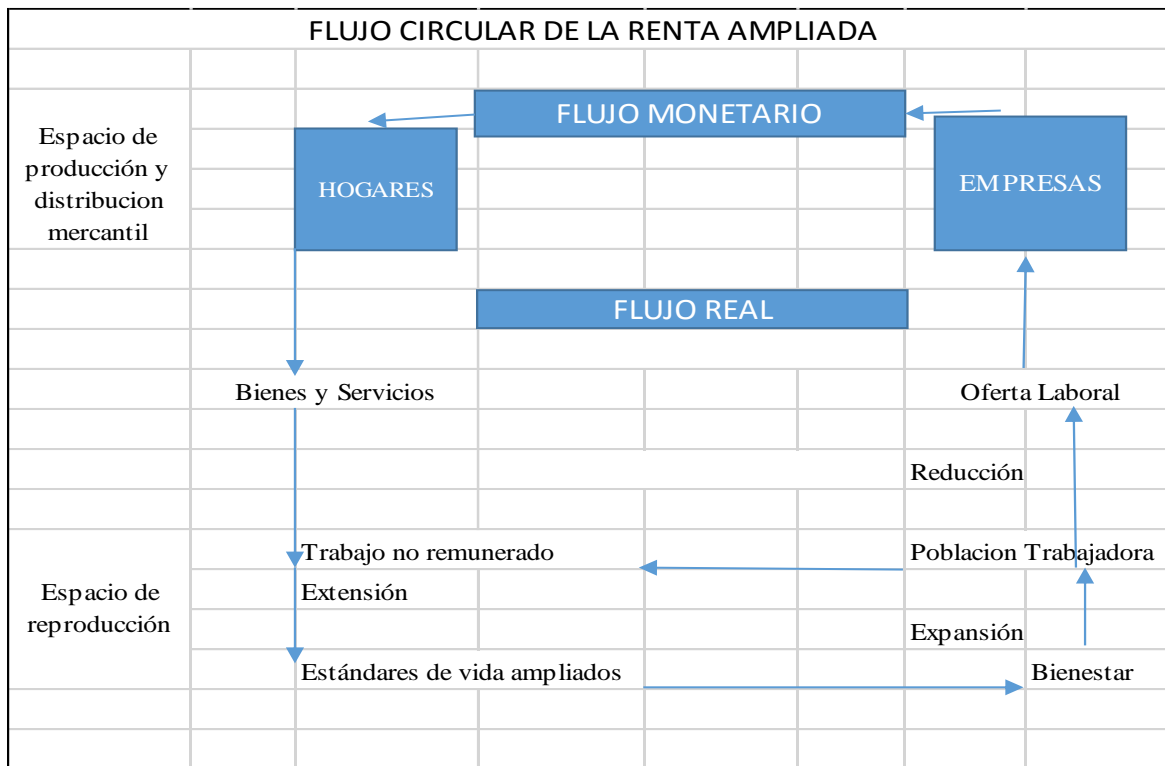 FLUJO CIRCULAR DE LA RENTA AMPLIADA
FLUJO MONETARIO
Espacio de
producción y
distribucion
mercantil
HOGARES
EMPRESAS
FLUJO REAL
Bienes y Servicios
Oferta Laboral
Reducción
Trabajo no remunerado
Poblacion Trabajadora
Espacio de
reproducción
Extensión
Expansión
Estándares de vida ampliados
Bienestar